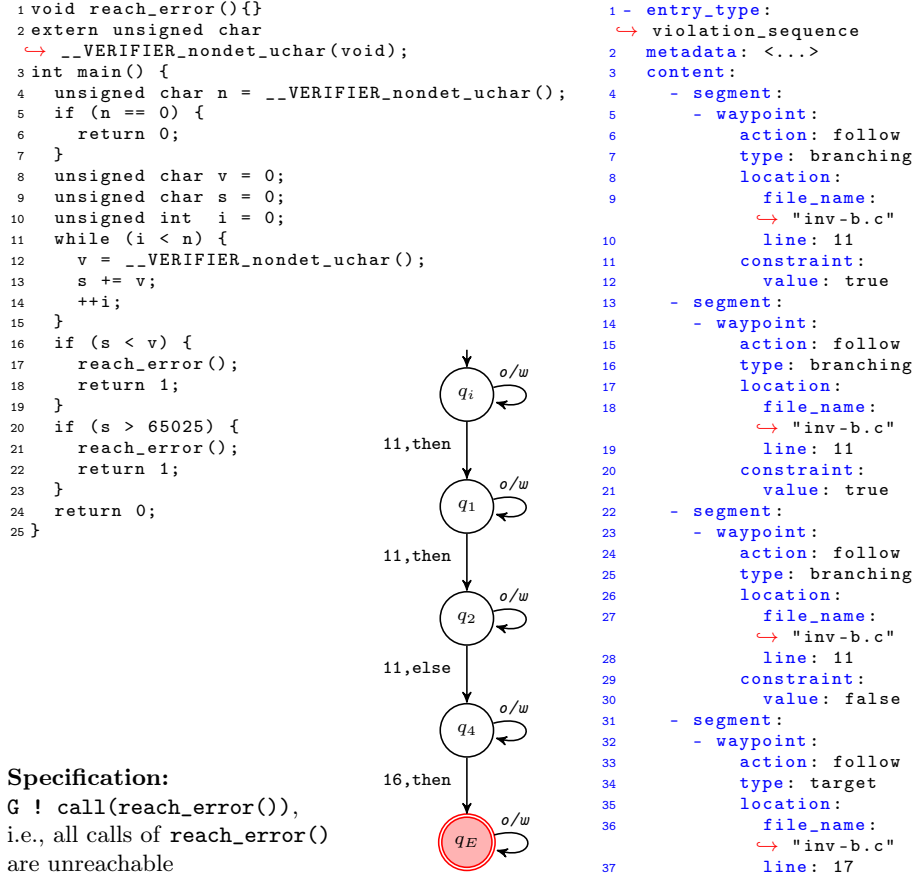 1 void reach_error(){}
2 extern unsigned char
↪ __VERIFIER_nondet_uchar(void);
3 int main() {
4 unsigned char n = __VERIFIER_nondet_uchar();
5 if (n == 0) {
6 return 0;
7 }
8 unsigned char v = 0;
9 unsigned char s = 0;
10 unsigned int i = 0;
11 while (i < n) {
12 v = __VERIFIER_nondet_uchar();
13 s += v;
14 ++i;
15 }
16 if (s < v) {
17 reach_error();
18 return 1;
19 }
20 if (s > 65025) {
21 reach_error();
22 return 1;
23 }
24 return 0;
25 }
Specification:
G ! call(reach_error()),
i.e., all calls of reach_error()
are unreachable
qi
o/w
11,then
q1
o/w
11,then
q2
o/w
11,else
q4
o/w
16,then
qE
o/w
1 - entry_type:
↪ violation_sequence
2 metadata: <...>
3 content:
4 - segment:
5 - waypoint:
6 action: follow
7 type: branching
8 location:
9 file_name:
↪ "inv-b.c"
10 line: 11
11 constraint:
12 value: true
13 - segment:
14 - waypoint:
15 action: follow
16 type: branching
17 location:
18 file_name:
↪ "inv-b.c"
19 line: 11
20 constraint:
21 value: true
22 - segment:
23 - waypoint:
24 action: follow
25 type: branching
26 location:
27 file_name:
↪ "inv-b.c"
28 line: 11
29 constraint:
30 value: false
31 - segment:
32 - waypoint:
33 action: follow
34 type: target
35 location:
36 file_name:
↪ "inv-b.c"
37 line: 17